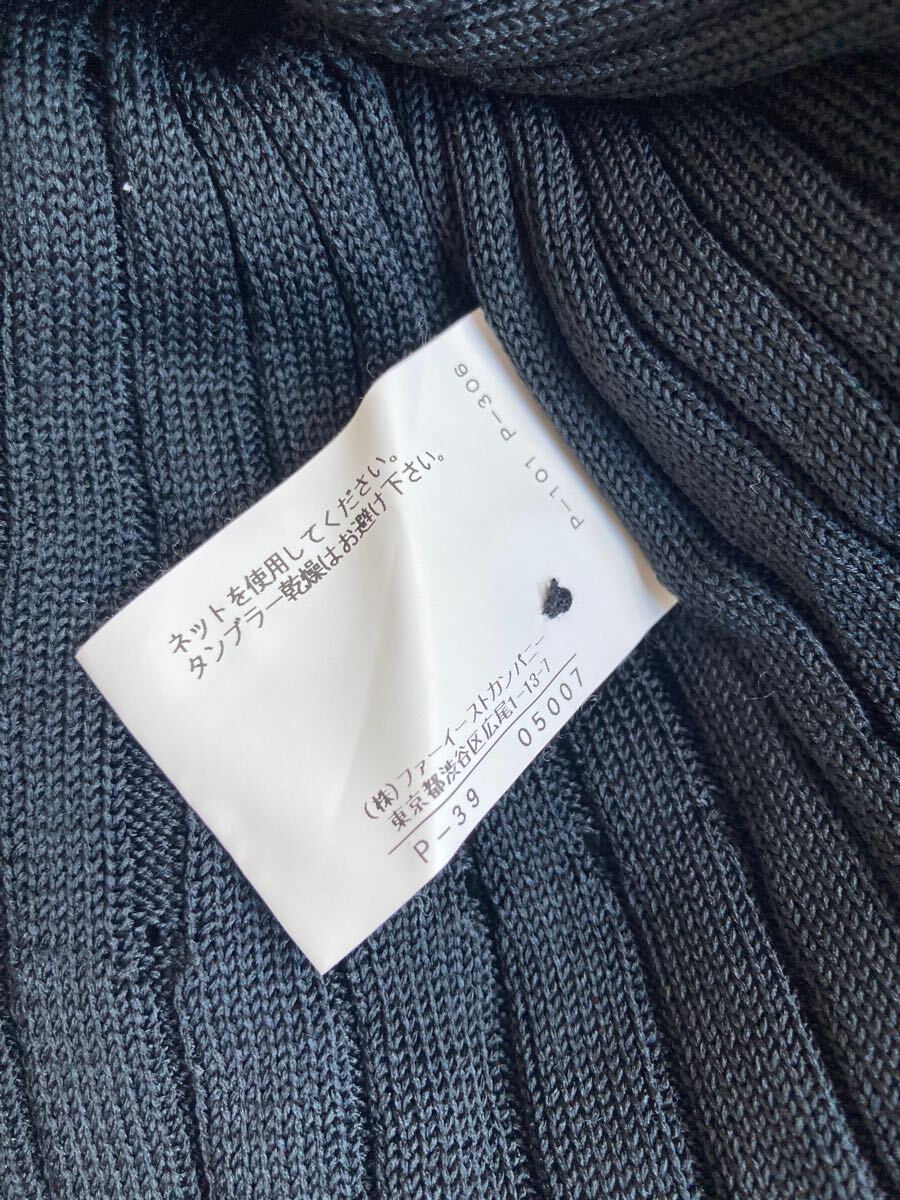 P-101 P-306
ネットを使用してください。
タンブラー乾燥はお避け下さい。
(株)ファーイーストカンパニー
東京都渋谷区広尾1-13-7
P-39 05007